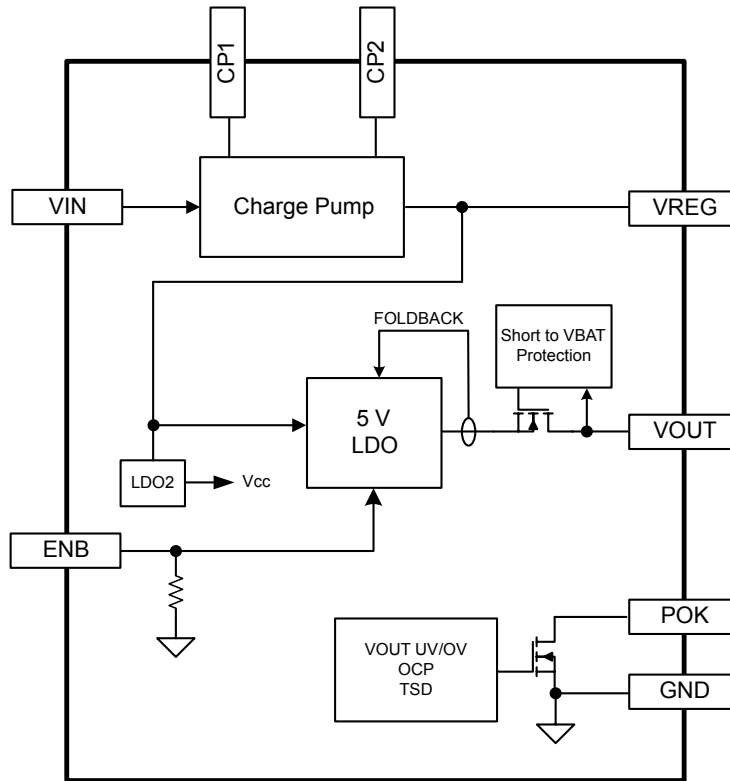 CP1
CP2
VIN
Charge Pump
VREG
FOLDBACK
Short to VBAT
Protection
5 V
LDO
VOUT
LDO2
Vcc
ENB
VOUT UV/OV
OCP
TSD
POK
GND